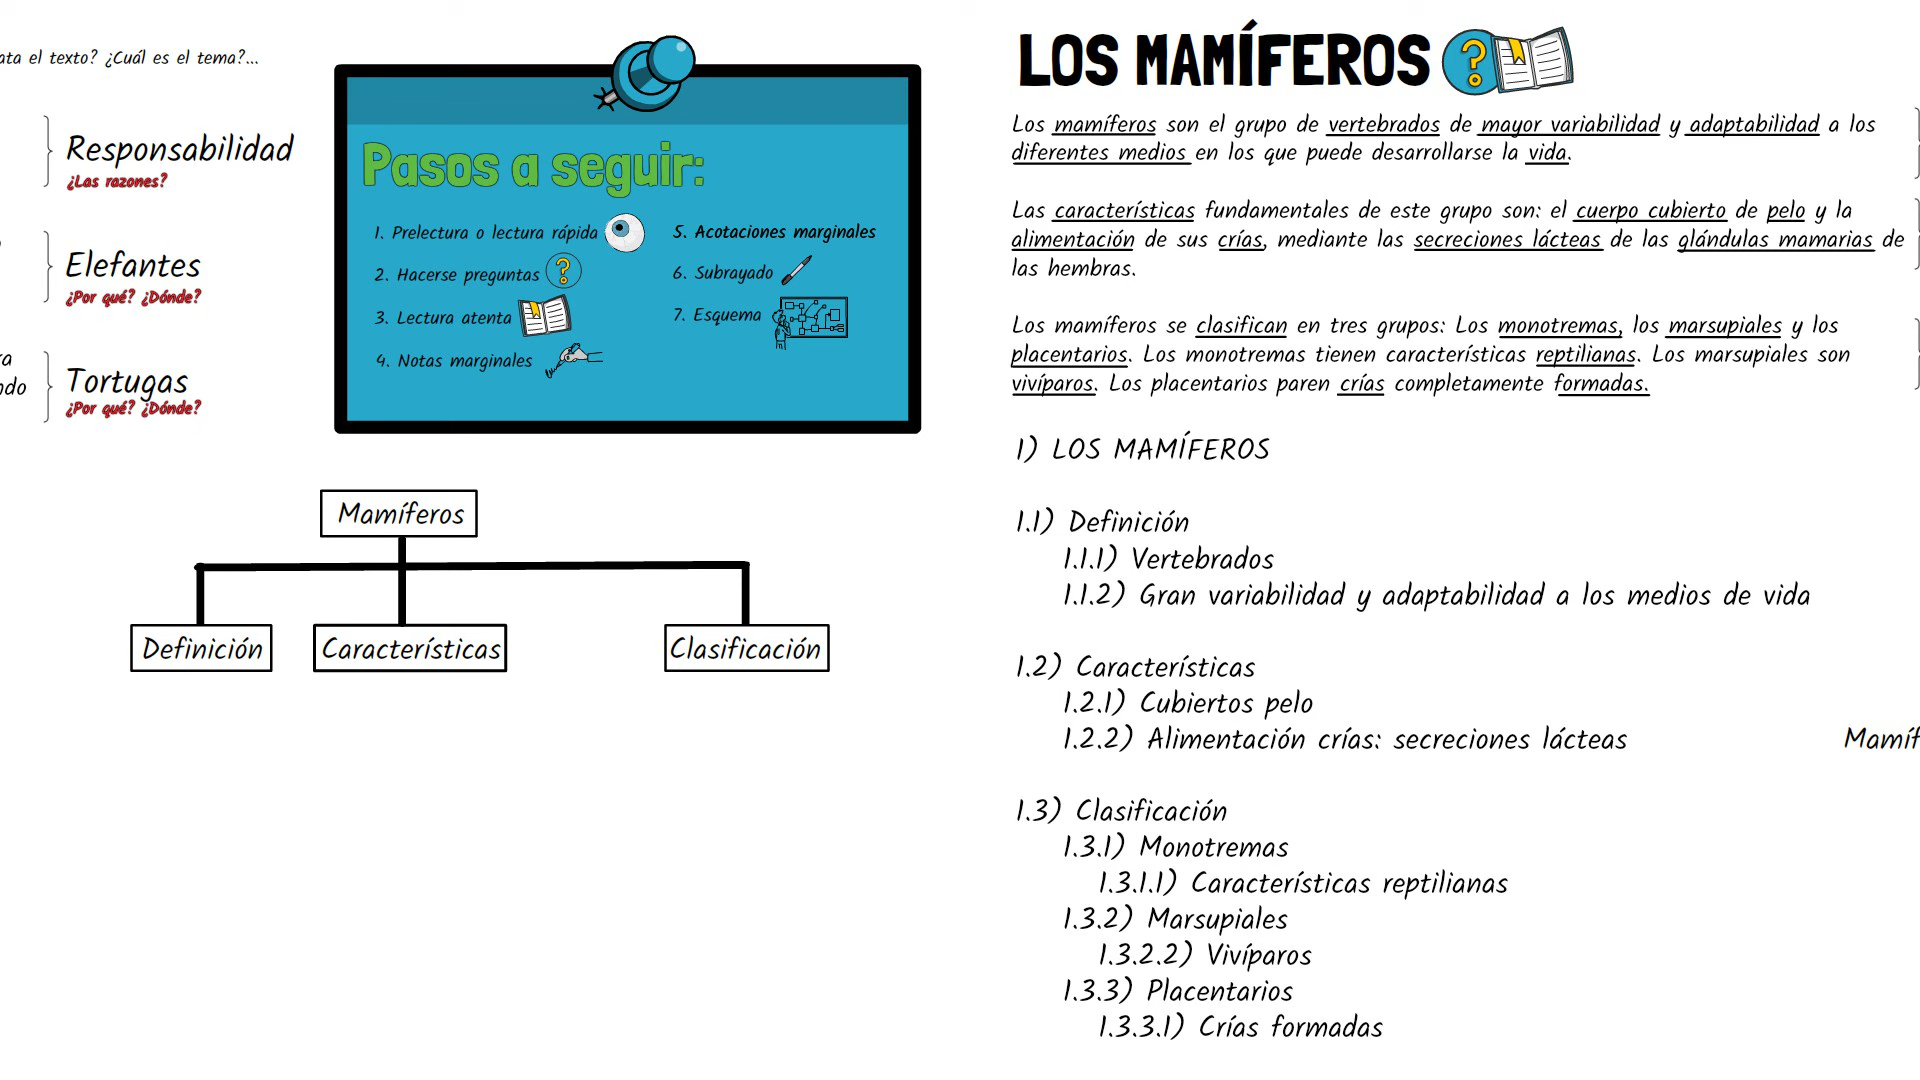 ata el texto? ¿Cuál es el tema?...
Responsabilidad
¿Las razones?
Elefantes
¿Por qué? ¿Dónde?
ra
ndo
Tortugas
¿Por qué? ¿Dónde?
Pasos a seguir:
1. Prelectura o lectura rápida
2. Hacerse preguntas
3. Lectura atenta
4. Notas marginales
5. Acotaciones marginales
6. Subrayado
7. Esquema
Mamíferos
Definición
Características
Clasificación
LOS MAMÍFEROS
Los mamíferos son el grupo de vertebrados de mayor variabilidad y adaptabilidad a los
diferentes medios en los que puede desarrollarse la vida.
Las características fundamentales de este grupo son: el cuerpo cubierto de pelo y la
alimentación de sus crías, mediante las secreciones lácteas de las glándulas mamarias de
las hembras.
Los mamíferos se clasifican en tres grupos: Los monotremas, los marsupiales y los
placentarios. Los monotremas tienen características reptilianas. Los marsupiales son
vivíparos. Los placentarios paren crías completamente formadas.
1) LOS MAMÍFEROS
1.1) Definición
1.1.1) Vertebrados
1.1.2) Gran variabilidad y adaptabilidad a los medios de vida
1.2) Características
1.2.1) Cubiertos pelo
1.2.2) Alimentación crías: secreciones lácteas
Mamíf
1.3) Clasificación
1.3.1) Monotremas
1.3.1.1) Características reptilianas
1.3.2) Marsupiales
1.3.2.2) Vivíparos
1.3.3) Placentarios
1.3.3.1) Crías formadas